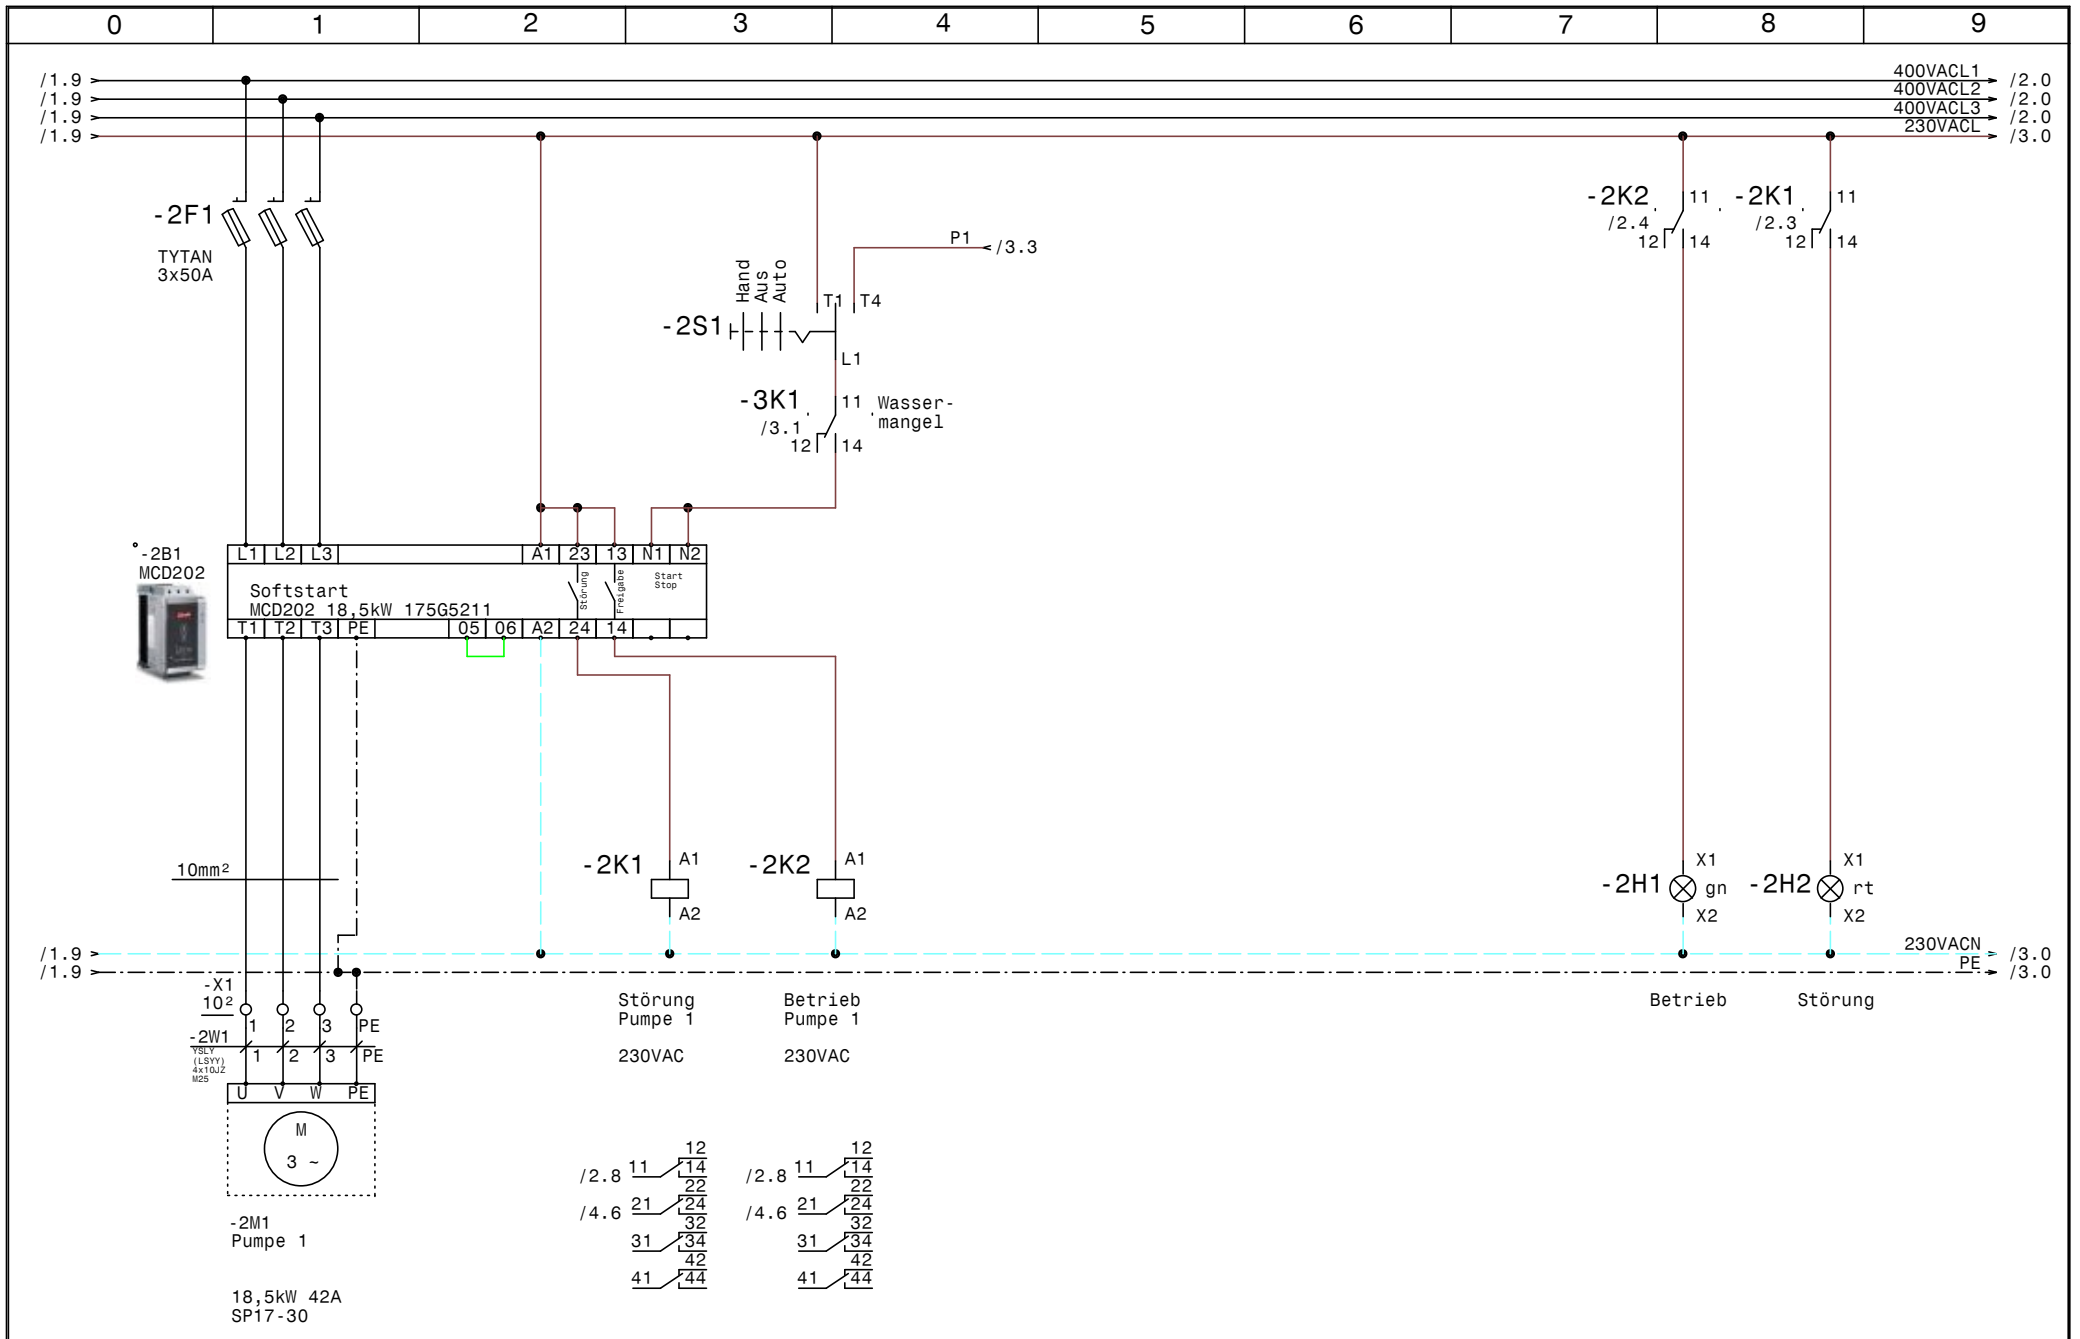 0 1 2 3 4 5 6 7 8 9
/1.9 400VACL1 /2.0
/1.9 400VACL2 /2.0
/1.9 400VACL3 /2.0
/1.9 230VACL /3.0
-2F1
TYTAN
3x50A
-2K2 11
/2.4
12 14
-2K1 11
/2.3
12 14
P1 /3.3
Hand
Aus
Auto
T1 T4
-2S1
L1
-3K1 11 Wasser-
/3.1 mangel
12 14
-2B1
MCD202
L1 L2 L3 A1 23 13 N1 N2
Störung
Freigabe
Start
Stop
Softstart
MCD202 18,5kW 175G5211
T1 T2 T3 PE 05 06 A2 24 14
10mm²
-2K1 A1
A2
-2K2 A1
A2
-2H1 X1
gn
X2
-2H2 X1
rt
X2
/1.9 230VACN /3.0
/1.9 PE /3.0
-X1
10²
1 2 3 PE
-2W1
YSLY
(LSYY)
4x10JZ
M25
1 2 3 PE
U V W PE
M
3 ~
-2M1
Pumpe 1
18,5kW 42A
SP17-30
Störung
Pumpe 1
230VAC
Betrieb
Pumpe 1
230VAC
Betrieb
Störung
12
/2.8 11 14
22
/4.6 21 24
32
31 34
42
41 44
12
/2.8 11 14
22
/4.6 21 24
32
31 34
42
41 44